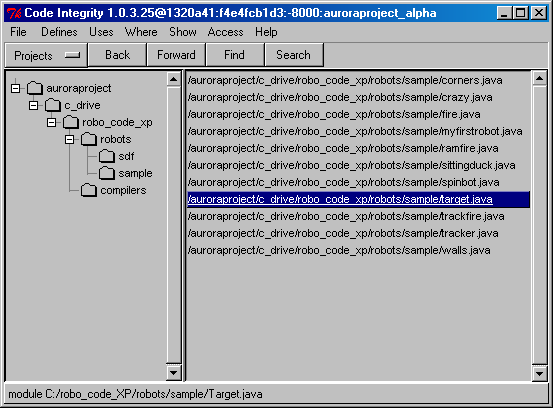 Code Integrity 1.0.3.25@1320a41:f4e4fcb1d3:-8000:auroraproject_alpha
File Defines Uses Where Show Access Help
Projects Back Forward Find Search
auroraproject
c_drive
robo_code_xp
robots
sdf
sample
compilers
/auroraproject/c_drive/robo_code_xp/robots/sample/corners.java
/auroraproject/c_drive/robo_code_xp/robots/sample/crazy.java
/auroraproject/c_drive/robo_code_xp/robots/sample/fire.java
/auroraproject/c_drive/robo_code_xp/robots/sample/myfirstrobot.java
/auroraproject/c_drive/robo_code_xp/robots/sample/ramfire.java
/auroraproject/c_drive/robo_code_xp/robots/sample/sittingduck.java
/auroraproject/c_drive/robo_code_xp/robots/sample/spinbot.java
/auroraproject/c_drive/robo_code_xp/robots/sample/target.java
/auroraproject/c_drive/robo_code_xp/robots/sample/trackfire.java
/auroraproject/c_drive/robo_code_xp/robots/sample/tracker.java
/auroraproject/c_drive/robo_code_xp/robots/sample/walls.java
module C:/robo_code_XP/robots/sample/Target.java